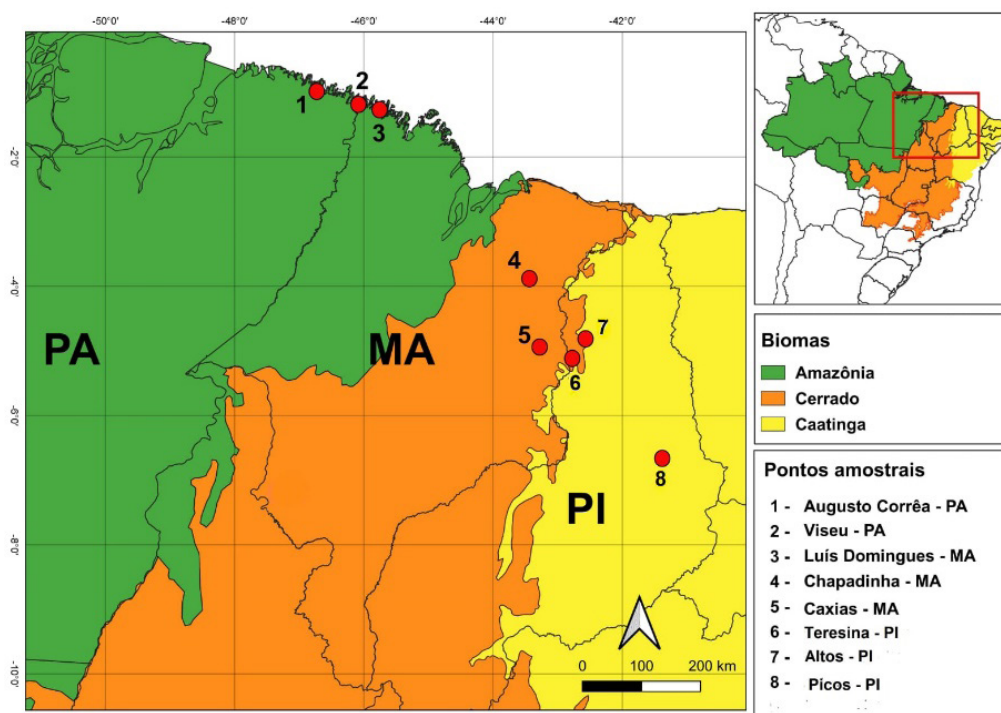 -50°0' -48°0' -46°0' -44°0' -42°0'
-2°0'
-4°0'
-6°0'
-8°0'
-10°0'
1
2
3
4
5
6
7
8
PA
MA
PI
0 100 200 km
Biomas
Amazônia
Cerrado
Caatinga
Pontos amostrais
1 - Augusto Corrêa - PA
2 - Viseu - PA
3 - Luís Domingues - MA
4 - Chapadinha - MA
5 - Caxias - MA
6 - Teresina - PI
7 - Altos - PI
8 - Picos - PI